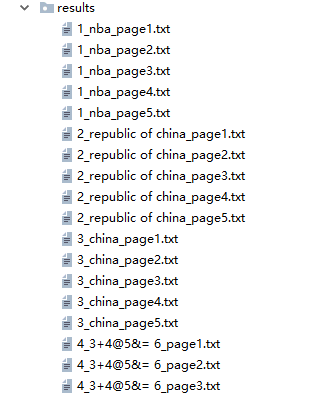 results
1_nba_page1.txt
1_nba_page2.txt
1_nba_page3.txt
1_nba_page4.txt
1_nba_page5.txt
2_republic of china_page1.txt
2_republic of china_page2.txt
2_republic of china_page3.txt
2_republic of china_page4.txt
2_republic of china_page5.txt
3_china_page1.txt
3_china_page2.txt
3_china_page3.txt
3_china_page4.txt
3_china_page5.txt
4_3+4@5&= 6_page1.txt
4_3+4@5&= 6_page2.txt
4_3+4@5&= 6_page3.txt